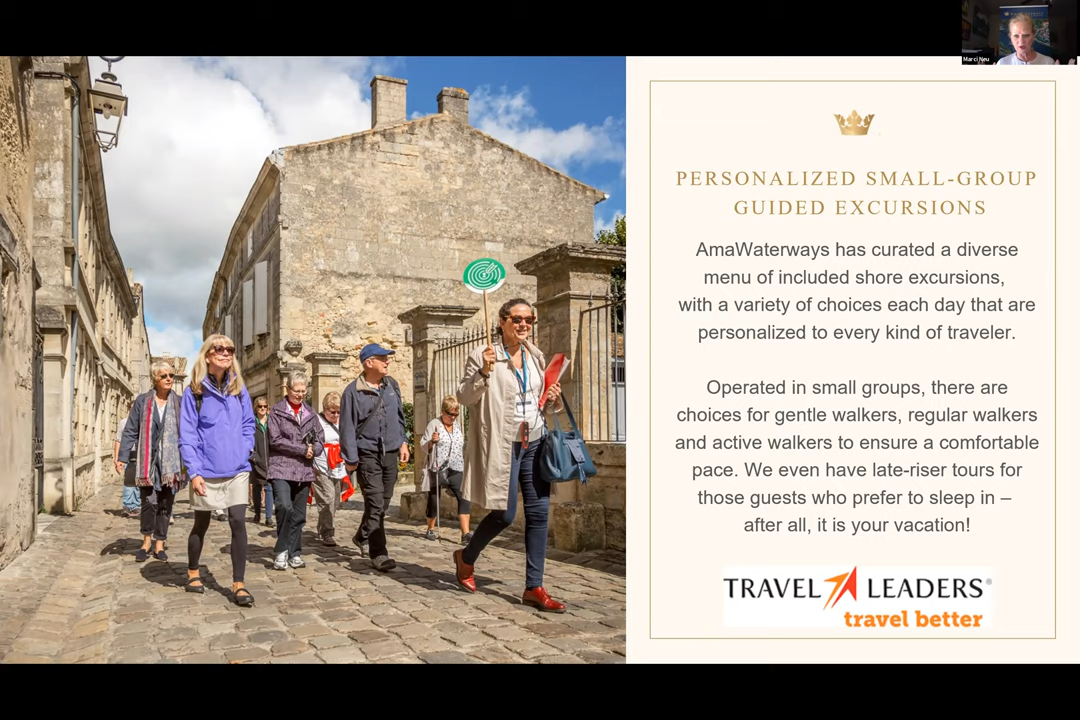 Marci Neu
PERSONALIZED SMALL-GROUP
GUIDED EXCURSIONS
AmaWaterways has curated a diverse
menu of included shore excursions,
with a variety of choices each day that are
personalized to every kind of traveler.
Operated in small groups, there are
choices for gentle walkers, regular walkers
and active walkers to ensure a comfortable
pace. We even have late-riser tours for
those guests who prefer to sleep in –
after all, it is your vacation!
TRAVEL LEADERS®
travel better